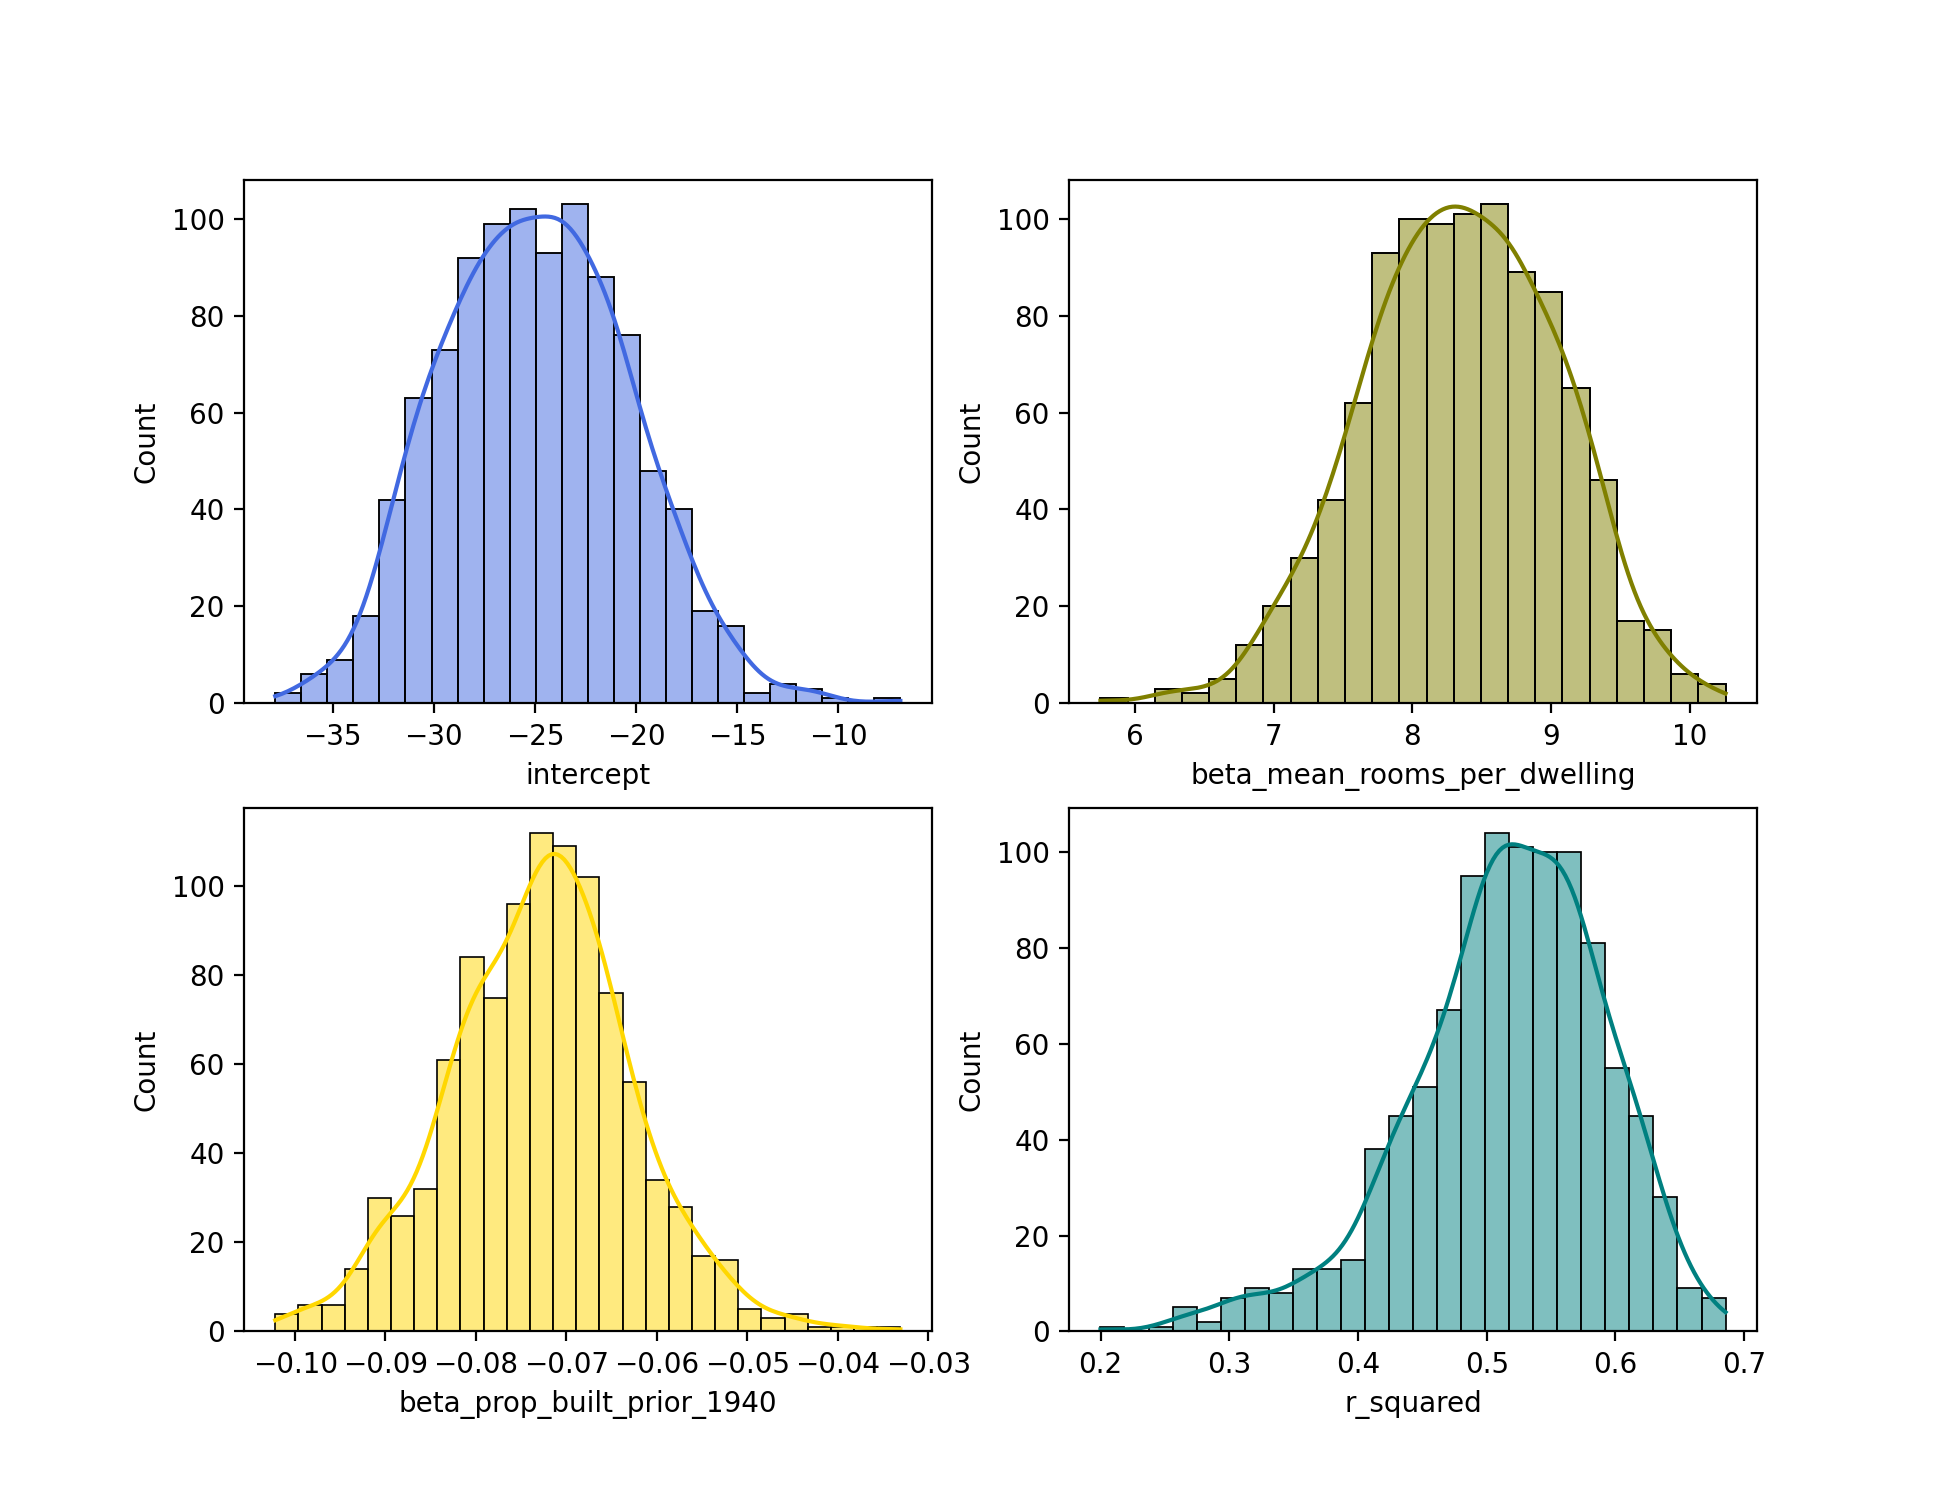 100
80
60
40
20
0
Count
−35 −30 −25 −20 −15 −10
intercept
100
80
60
40
20
0
Count
6 7 8 9 10
beta_mean_rooms_per_dwelling
100
80
60
40
20
0
Count
−0.10 −0.09 −0.08 −0.07 −0.06 −0.05 −0.04 −0.03
beta_prop_built_prior_1940
100
80
60
40
20
0
Count
0.2 0.3 0.4 0.5 0.6 0.7
r_squared